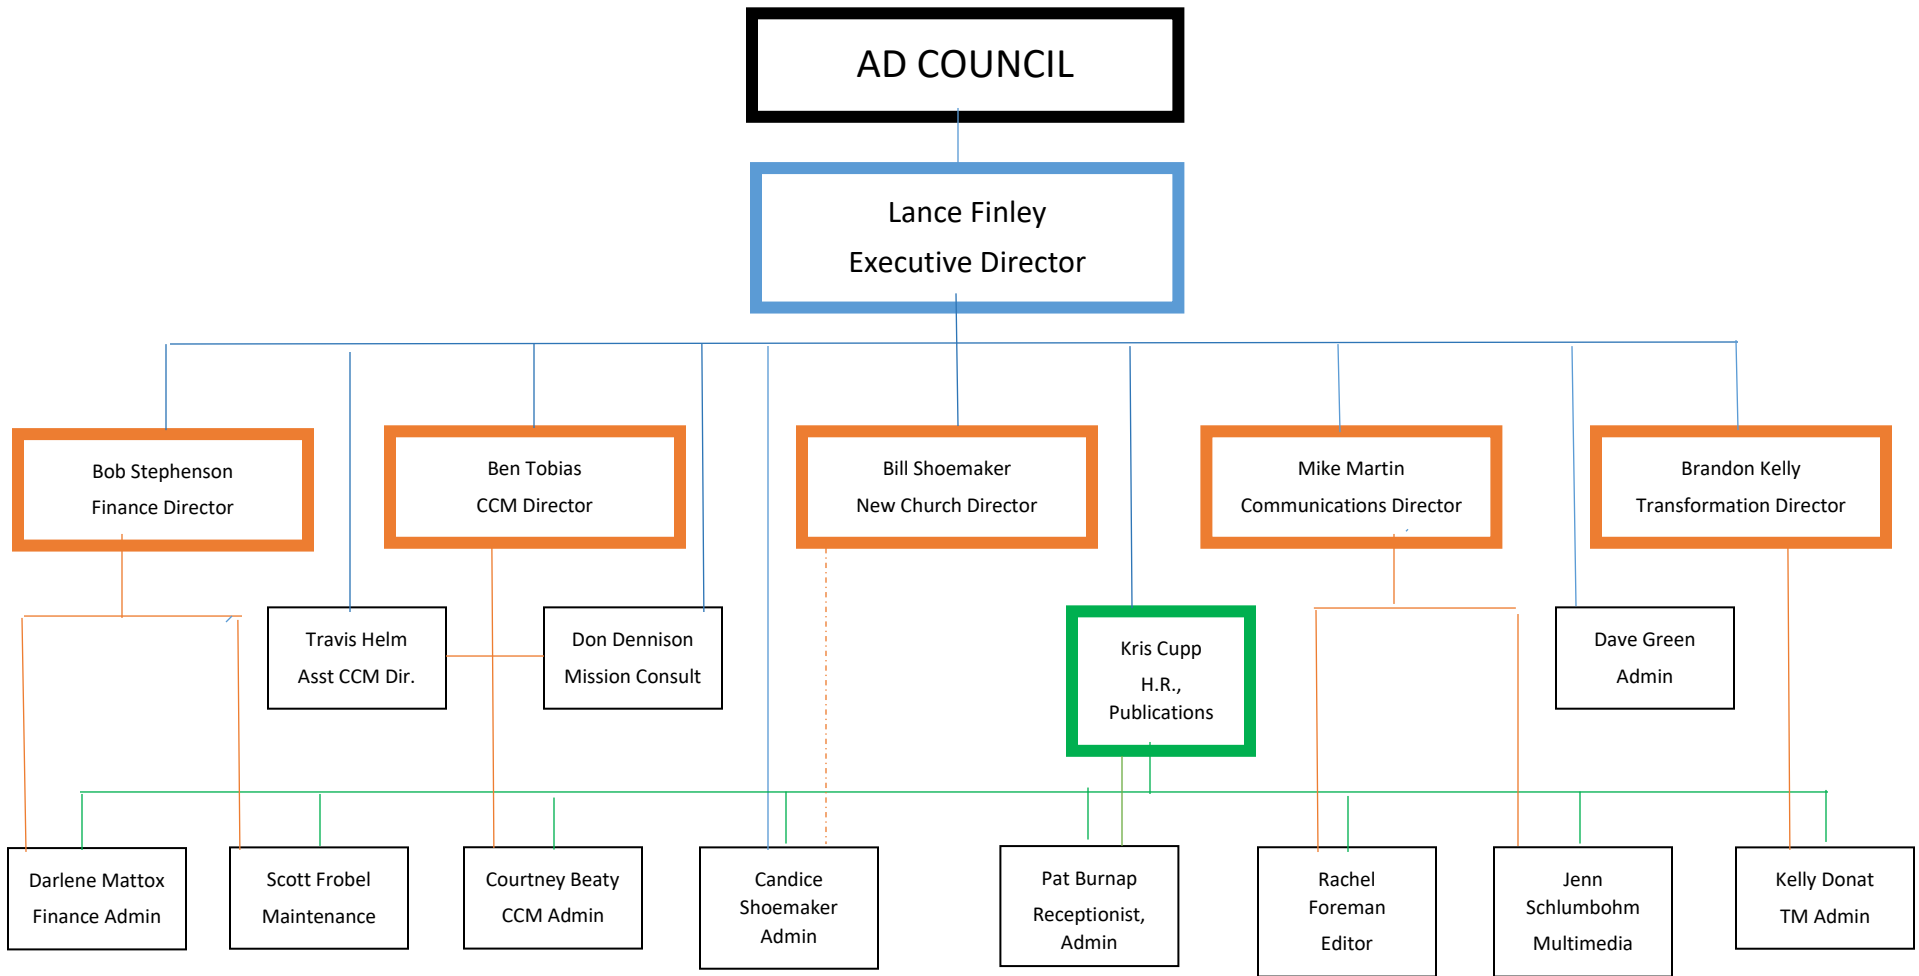 AD COUNCIL
Lance Finley
Executive Director
Bob Stephenson
Finance Director
Ben Tobias
CCM Director
Bill Shoemaker
New Church Director
Mike Martin
Communications Director
Brandon Kelly
Transformation Director
Travis Helm
Asst CCM Dir.
Don Dennison
Mission Consult
Kris Cupp
H.R.,
Publications
Dave Green
Admin
Darlene Mattox
Finance Admin
Scott Frobel
Maintenance
Courtney Beaty
CCM Admin
Candice
Shoemaker
Admin
Pat Burnap
Receptionist,
Admin
Rachel
Foreman
Editor
Jenn
Schlumbohm
Multimedia
Kelly Donat
TM Admin